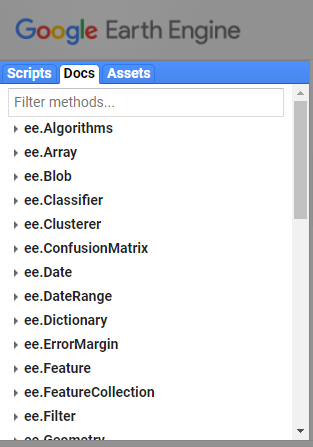 Google Earth Engine
Scripts Docs Assets
Filter methods...
ee.Algorithms
ee.Array
ee.Blob
ee.Classifier
ee.Clusterer
ee.ConfusionMatrix
ee.Date
ee.DateRange
ee.Dictionary
ee.ErrorMargin
ee.Feature
ee.FeatureCollection
ee.Filter
ee.Geometry